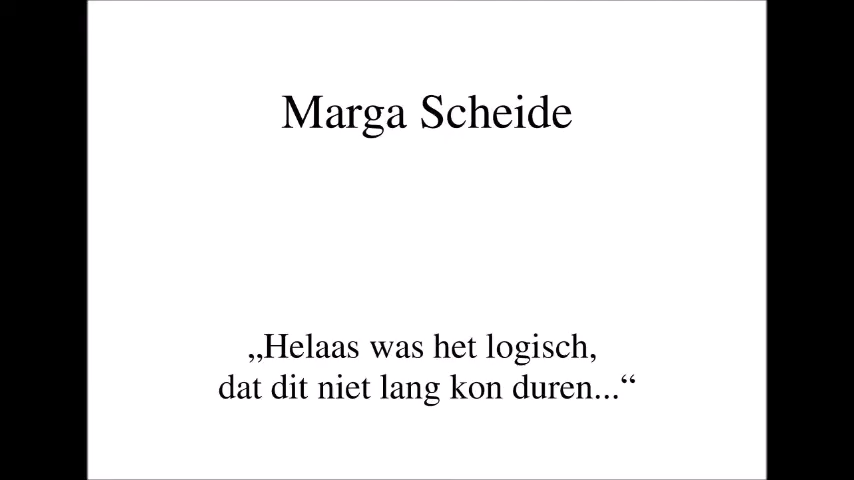 Marga Scheide
„Helaas was het logisch,
dat dit niet lang kon duren...“